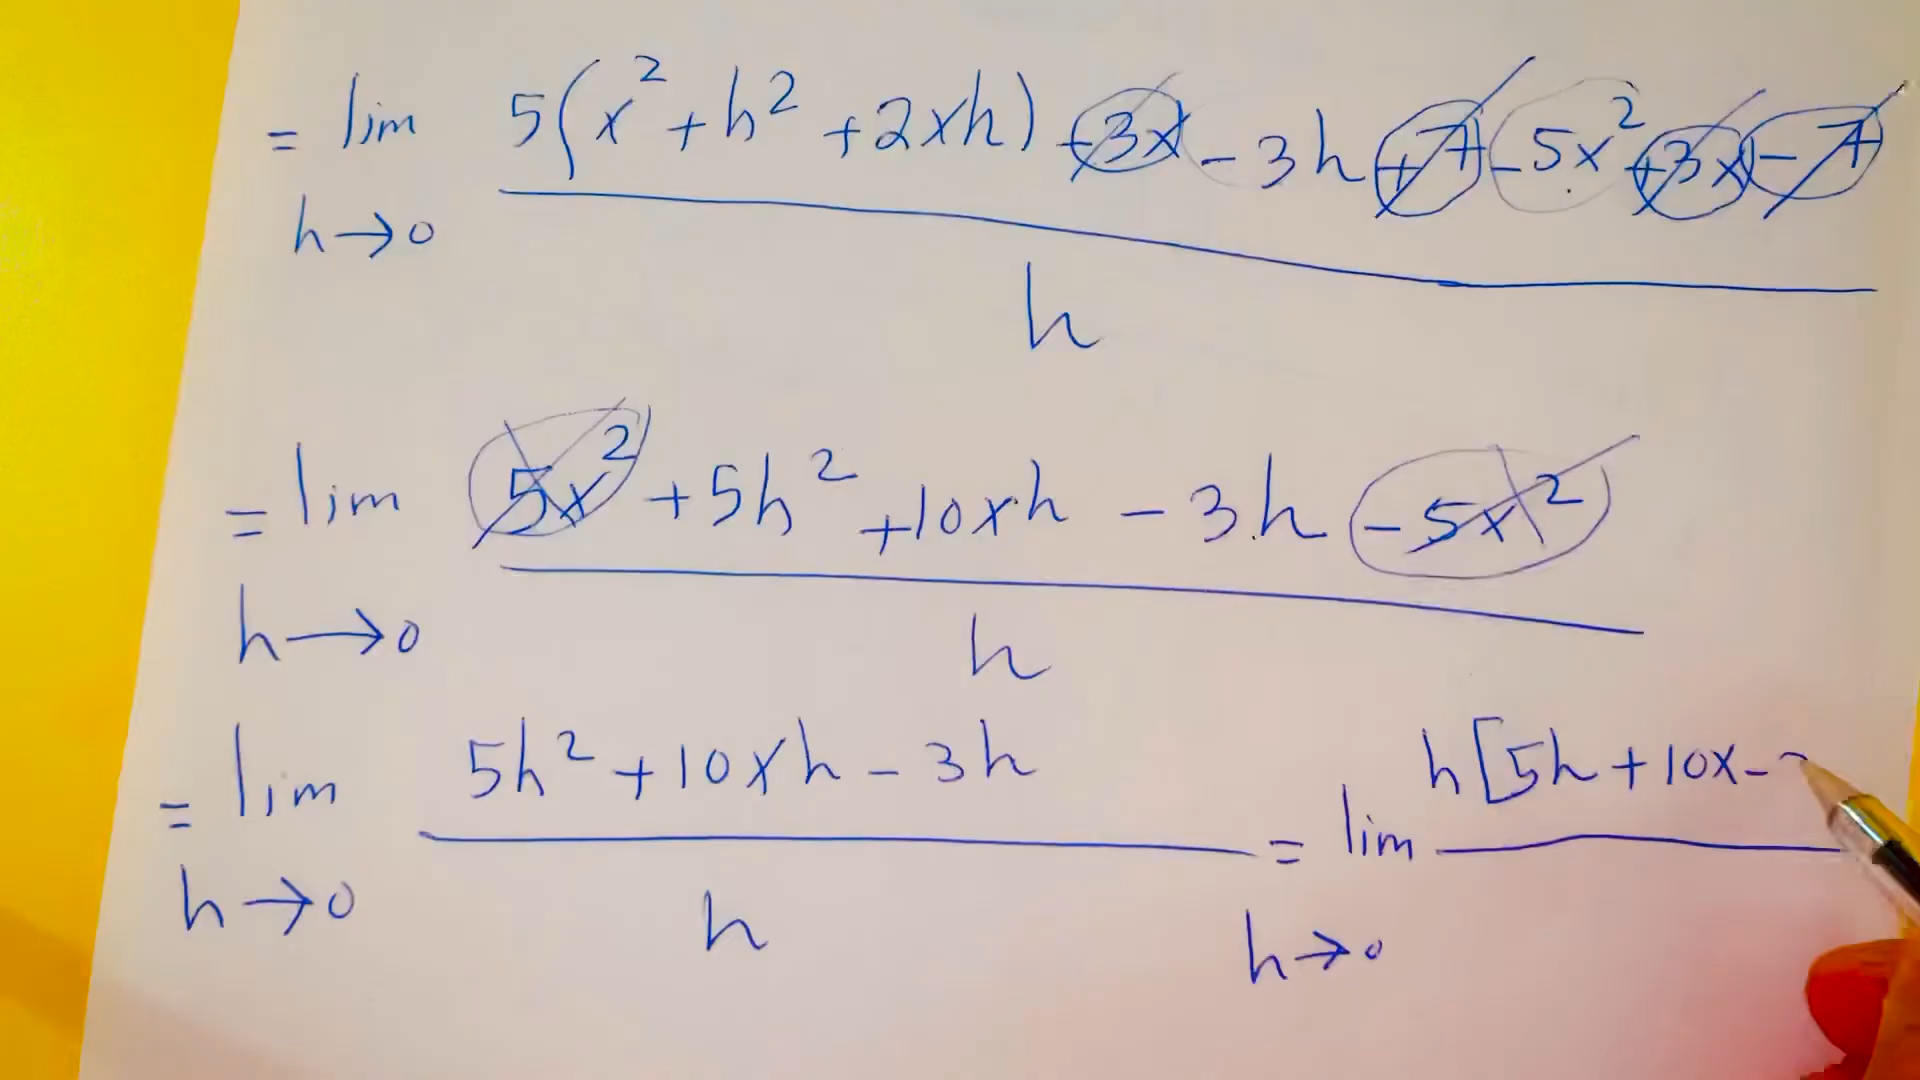 = lim 5(x² + h² + 2xh) - 3x - 3h + 7 - 5x² + 3x - 7
h→0 h
= lim 5x² + 5h² + 10xh - 3h - 5x²
h→0 h
= lim 5h² + 10xh - 3h = lim h[5h + 10x -
h→0 h h→0